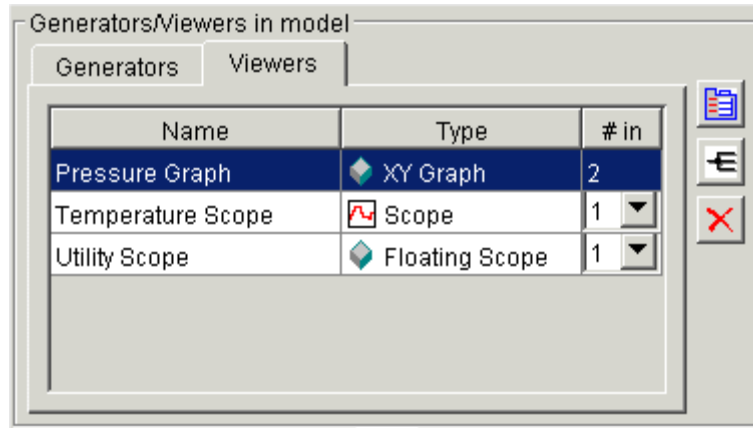 Generators/Viewers in model
Generators Viewers
Name Type # in
Pressure Graph XY Graph 2
Temperature Scope Scope 1
Utility Scope Floating Scope 1